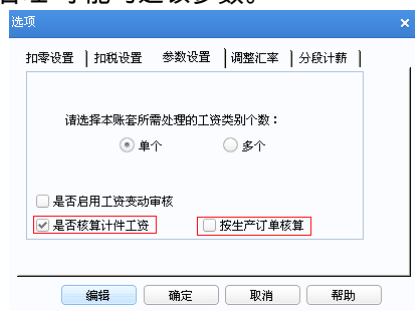 选项
扣零设置 扣税设置 参数设置 调整汇率 分段计薪
请选择本账套所需处理的工资类别个数：
单个 多个
是否启用工资变动审核
是否核算计件工资 按生产订单核算
编辑 确定 取消 帮助